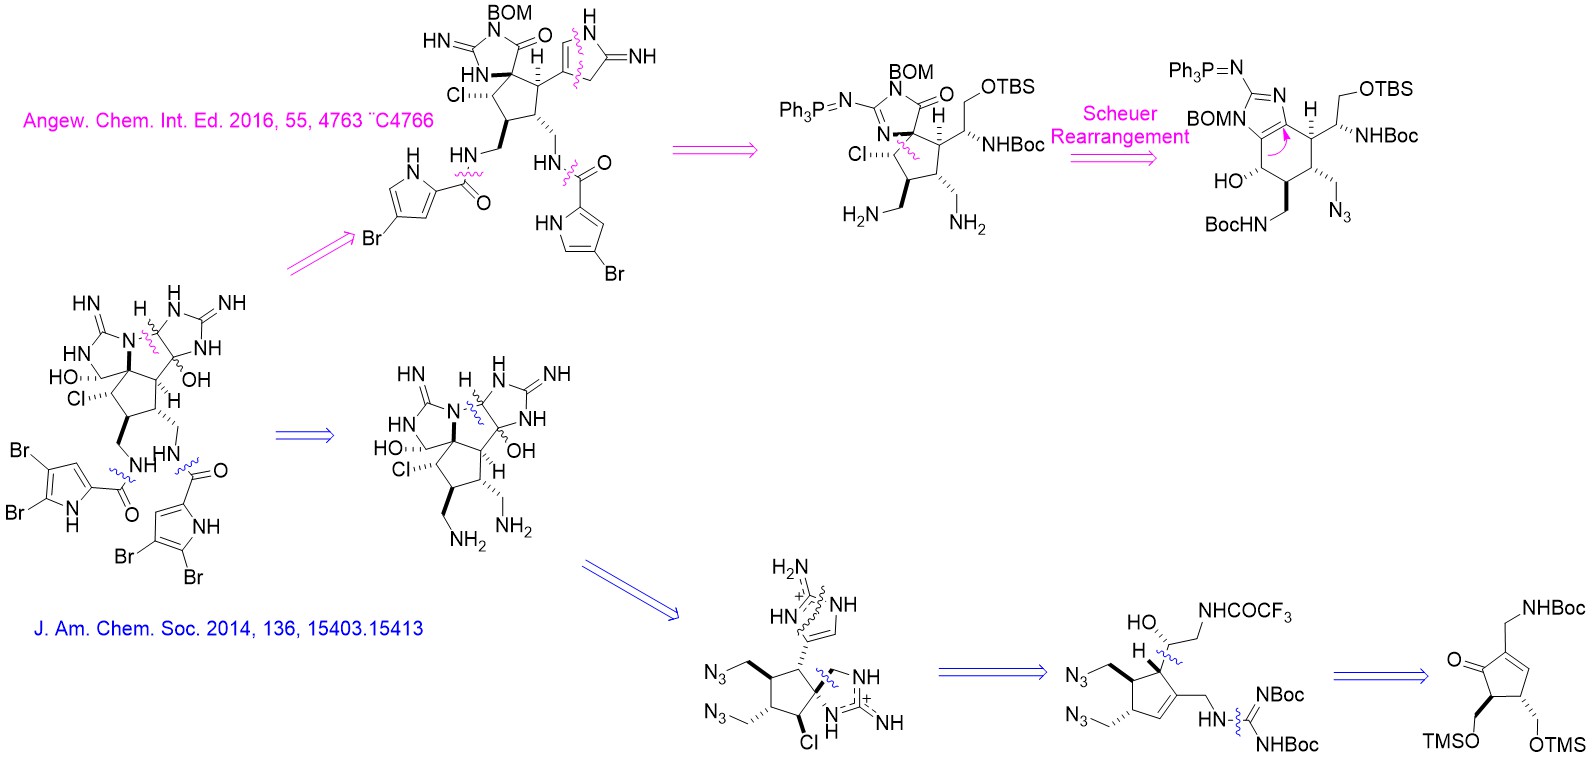 BOM
HN
N
O
H
H
N
NH
HN
Cl
Angew. Chem. Int. Ed. 2016, 55, 4763 ¨C4766
HN
NH
O
H
N
O
Br
HN
Br
BOM
Ph3P
N
N
O
OTBS
H
N
NHBoc
Cl
H2N
NH2
Scheuer
Rearrangement
Ph3P
N
N
OTBS
BOMN
H
NHBoc
HO
N3
BocHN
HN
H
H
N
NH
N
HN
NH
HO
OH
Cl
H
Br
NH
HN
O
Br
N
H
O
NH
Br
Br
HN
H
H
N
NH
N
HN
NH
HO
OH
Cl
H
NH2
NH2
J. Am. Chem. Soc. 2014, 136, 15403.15413
H2N
+
HN
NH
N3
NH
+
N3
N
H
NH
Cl
NHCOCF3
HO
H
N3
NBoc
N3
HN
NHBoc
NHBoc
O
TMSO
OTMS